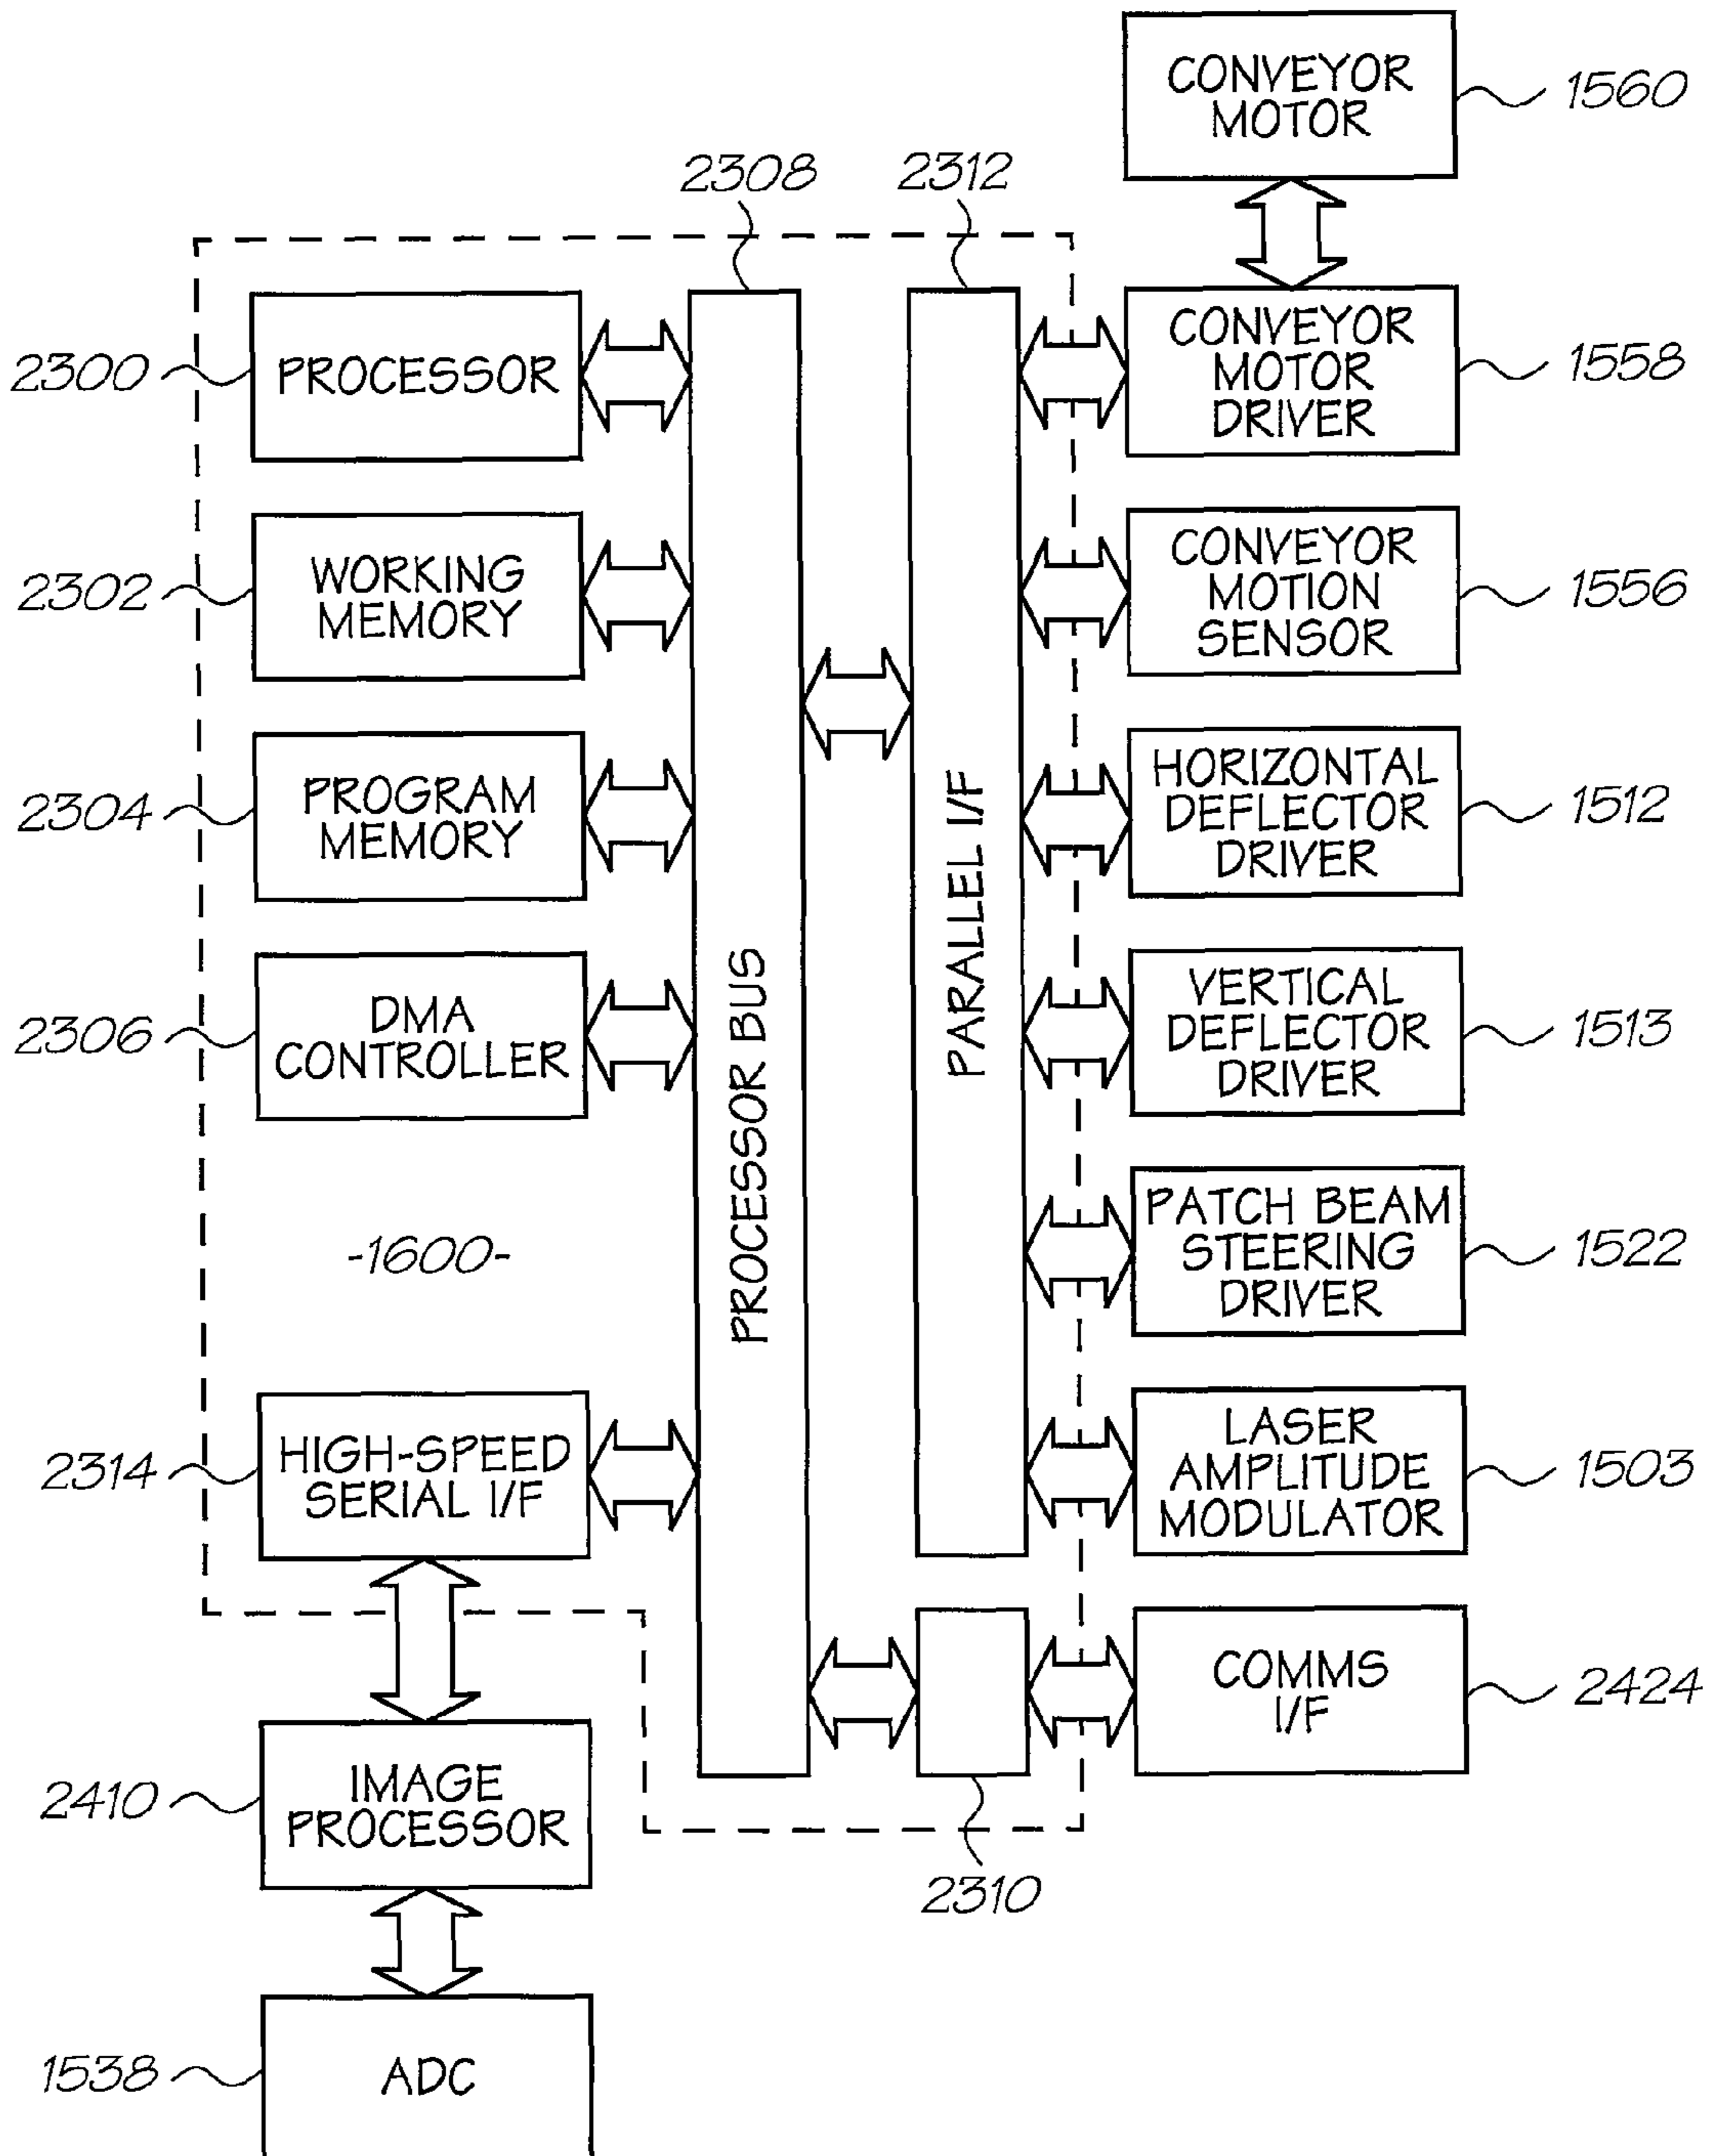 CONVEYOR
MOTOR
1560
2308
2312
2300
PROCESSOR
CONVEYOR
MOTOR
DRIVER
1558
2302
WORKING
MEMORY
CONVEYOR
MOTION
SENSOR
1556
2304
PROGRAM
MEMORY
HORIZONTAL
DEFLECTOR
DRIVER
1512
PARALLEL I/F
PROCESSOR BUS
2306
DMA
CONTROLLER
VERTICAL
DEFLECTOR
DRIVER
1513
-1600-
PATCH BEAM
STEERING
DRIVER
1522
2314
HIGH-SPEED
SERIAL I/F
LASER
AMPLITUDE
MODULATOR
1503
COMMS
I/F
2424
2410
IMAGE
PROCESSOR
2310
1538
ADC